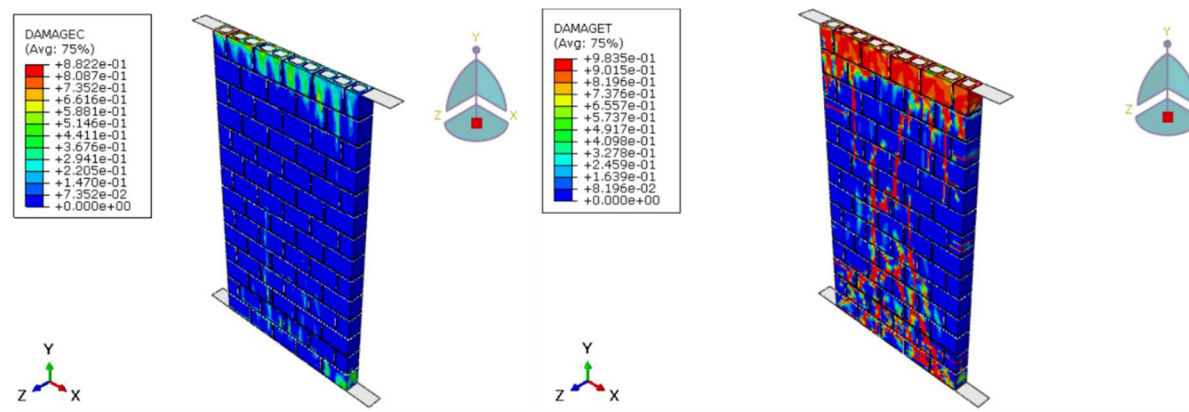 DAMAGEC
(Avg: 75%)
+8.822e-01
+8.087e-01
+7.352e-01
+6.616e-01
+5.881e-01
+5.146e-01
+4.411e-01
+3.676e-01
+2.941e-01
+2.205e-01
+1.470e-01
+7.352e-02
+0.000e+00
Y
Z
X
Y
Z
X
DAMAGET
(Avg: 75%)
+9.835e-01
+9.015e-01
+8.196e-01
+7.376e-01
+6.557e-01
+5.737e-01
+4.917e-01
+4.098e-01
+3.278e-01
+2.459e-01
+1.639e-01
+8.196e-02
+0.000e+00
Y
Z
Y
Z
X